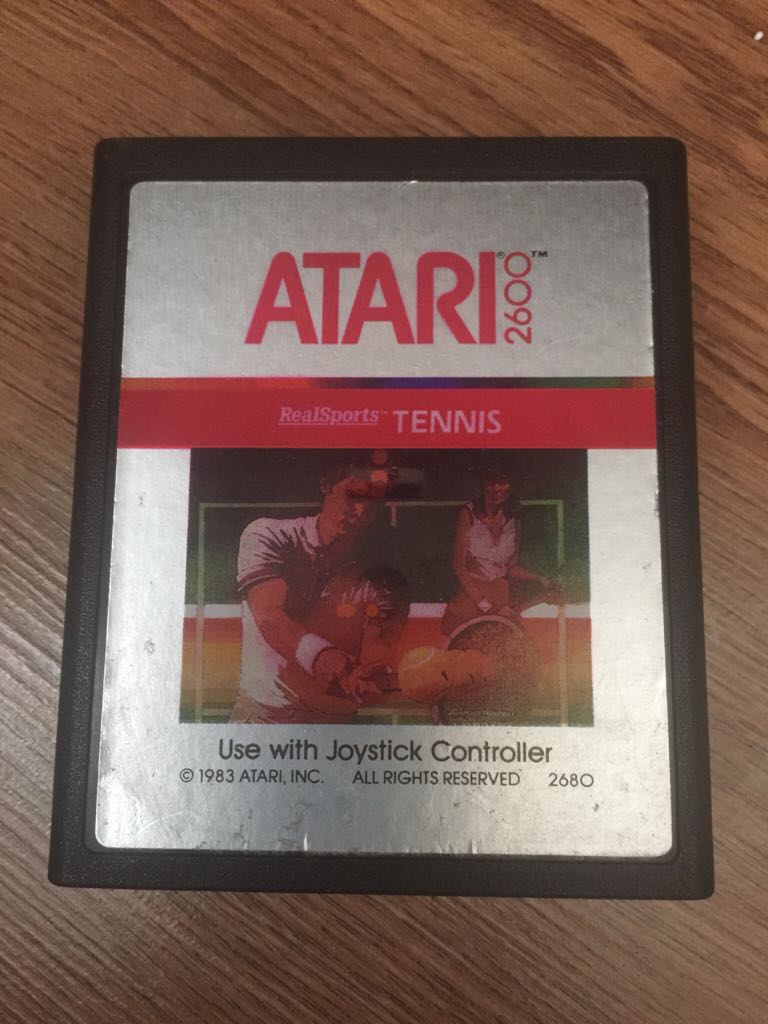 ATARI® 2600™
RealSports™ TENNIS
Use with Joystick Controller
© 1983 ATARI, INC. ALL RIGHTS RESERVED 2680